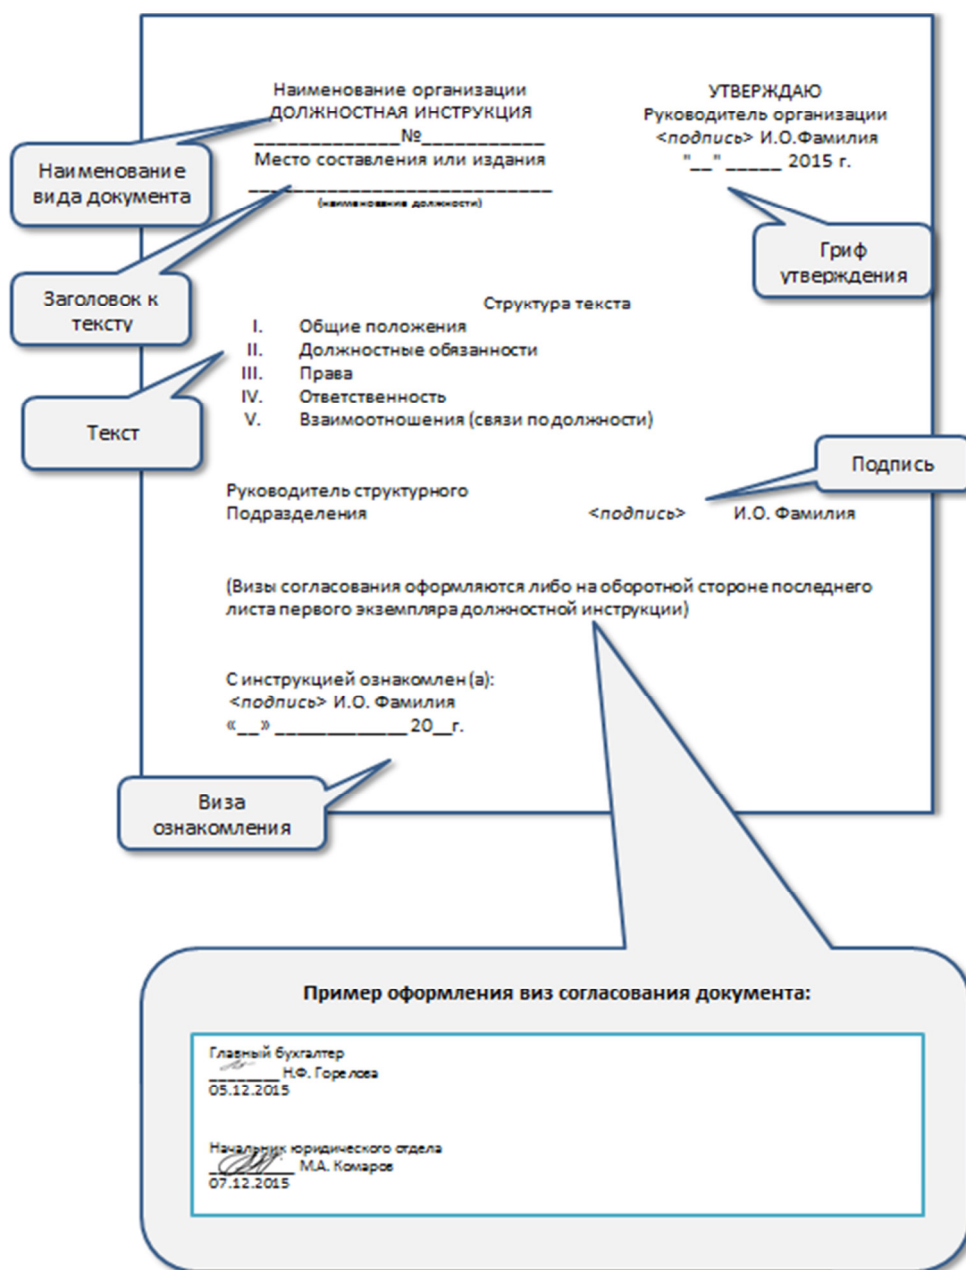 Наименование организации
ДОЛЖНОСТНАЯ ИНСТРУКЦИЯ
______________№____________
Место составления или издания
_____________________________
(наименование должности)
УТВЕРЖДАЮ
Руководитель организации
<подпись> И.О.Фамилия
"__" _____ 2015 г.
Наименование
вида документа
Заголовок к
тексту
Гриф
утверждения
Структура текста
I. Общие положения
II. Должностные обязанности
III. Права
IV. Ответственность
V. Взаимоотношения (связи по должности)
Текст
Подпись
Руководитель структурного
Подразделения <подпись> И.О. Фамилия
(Визы согласования оформляются либо на оборотной стороне последнего
листа первого экземпляра должностной инструкции)
С инструкцией ознакомлен (а):
<подпись> И.О. Фамилия
«__» _____________ 20__г.
Виза
ознакомления
Пример оформления виз согласования документа:
Главный бухгалтер
________ Н.Ф. Горелова
05.12.2015
Начальник юридического отдела
__________ М.А. Комаров
07.12.2015